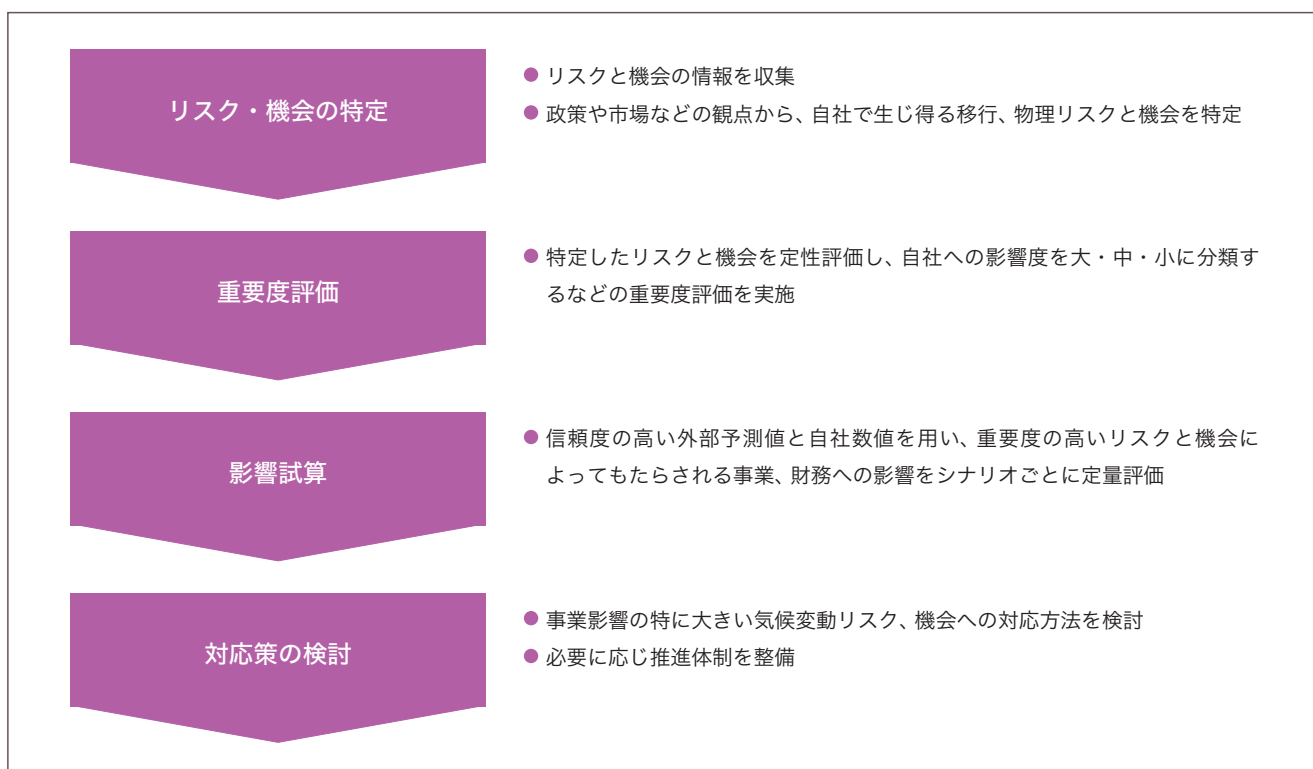 リスク・機会の特定
● リスクと機会の情報を収集
● 政策や市場などの観点から、自社で生じ得る移行、物理リスクと機会を特定
重要度評価
● 特定したリスクと機会を定性評価し、自社への影響度を大・中・小に分類す
るなどの重要度評価を実施
影響試算
● 信頼度の高い外部予測値と自社数値を用い、重要度の高いリスクと機会に
よってもたらされる事業、財務への影響をシナリオごとに定量評価
対応策の検討
● 事業影響の特に大きい気候変動リスク、機会への対応方法を検討
● 必要に応じ推進体制を整備